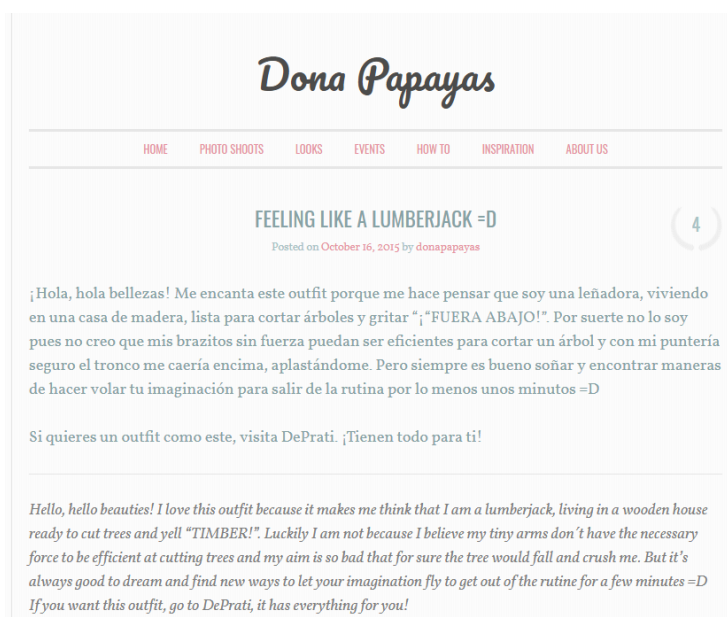 Dona Papayas
HOME PHOTO SHOOTS LOOKS EVENTS HOW TO INSPIRATION ABOUT US
FEELING LIKE A LUMBERJACK =D
4
Posted on October 16, 2015 by donapapayas
¡Hola, hola bellezas! Me encanta este outfit porque me hace pensar que soy una leñadora, viviendo
en una casa de madera, lista para cortar árboles y gritar “¡“FUERA ABAJO!”. Por suerte no lo soy
pues no creo que mis brazitos sin fuerza puedan ser eficientes para cortar un árbol y con mi puntería
seguro el tronco me caería encima, aplastándome. Pero siempre es bueno soñar y encontrar maneras
de hacer volar tu imaginación para salir de la rutina por lo menos unos minutos =D
Si quieres un outfit como este, visita DePrati. ¡Tienen todo para ti!
Hello, hello beauties! I love this outfit because it makes me think that I am a lumberjack, living in a wooden house
ready to cut trees and yell “TIMBER!”. Luckily I am not because I believe my tiny arms don´t have the necessary
force to be efficient at cutting trees and my aim is so bad that for sure the tree would fall and crush me. But it’s
always good to dream and find new ways to let your imagination fly to get out of the rutine for a few minutes =D
If you want this outfit, go to DePrati, it has everything for you!